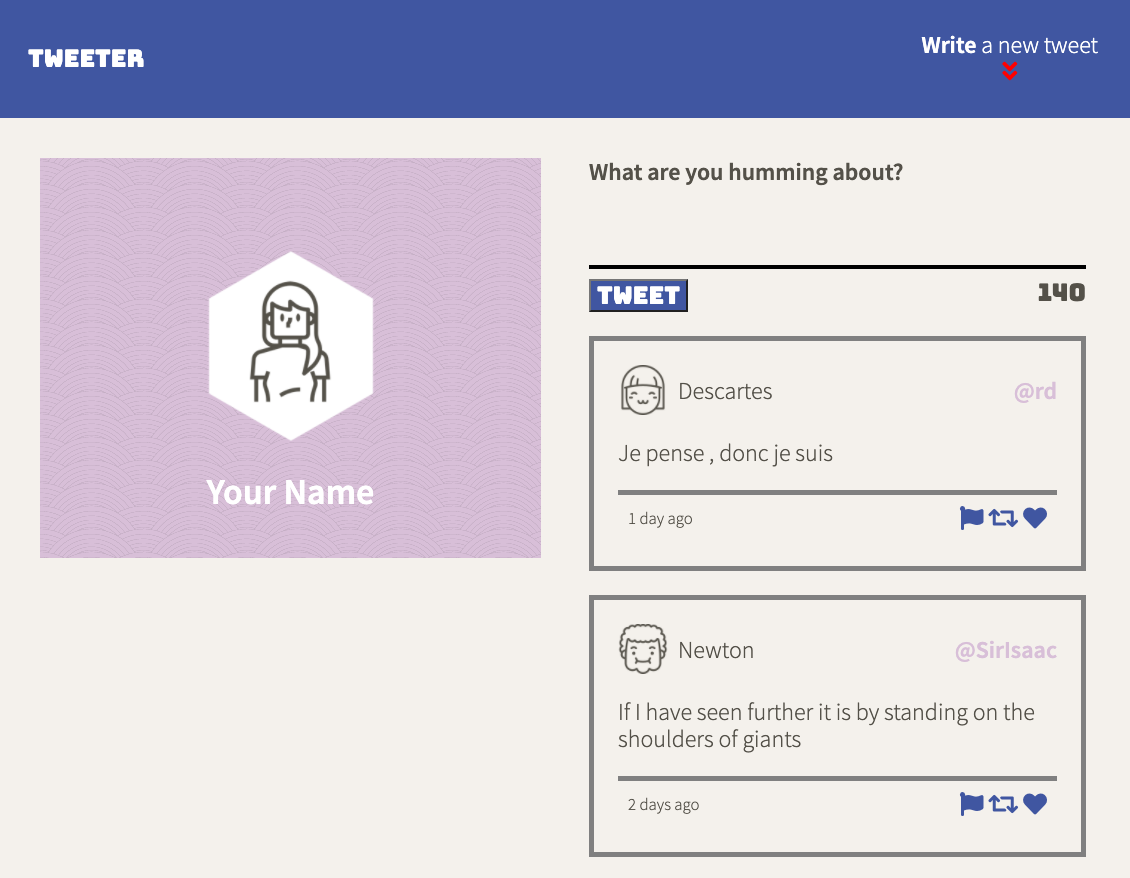 TWEETER
Write a new tweet
Your Name
What are you humming about?
TWEET
140
Descartes
@rd
Je pense , donc je suis
1 day ago
Newton
@SirIsaac
If I have seen further it is by standing on the
shoulders of giants
2 days ago